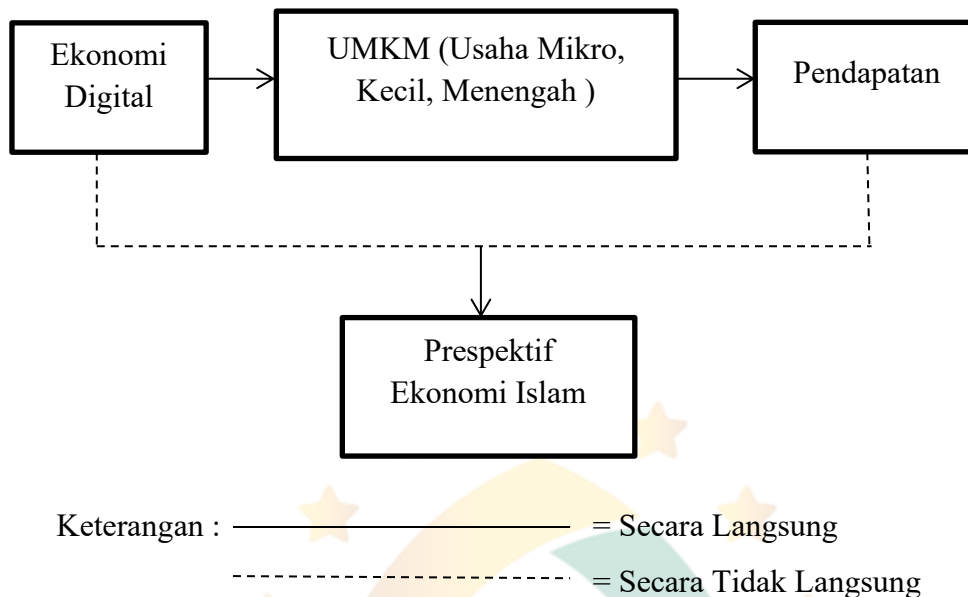 Ekonomi
Digital
UMKM (Usaha Mikro,
Kecil, Menengah )
Pendapatan
Prespektif
Ekonomi Islam
Keterangan :
= Secara Langsung
= Secara Tidak Langsung